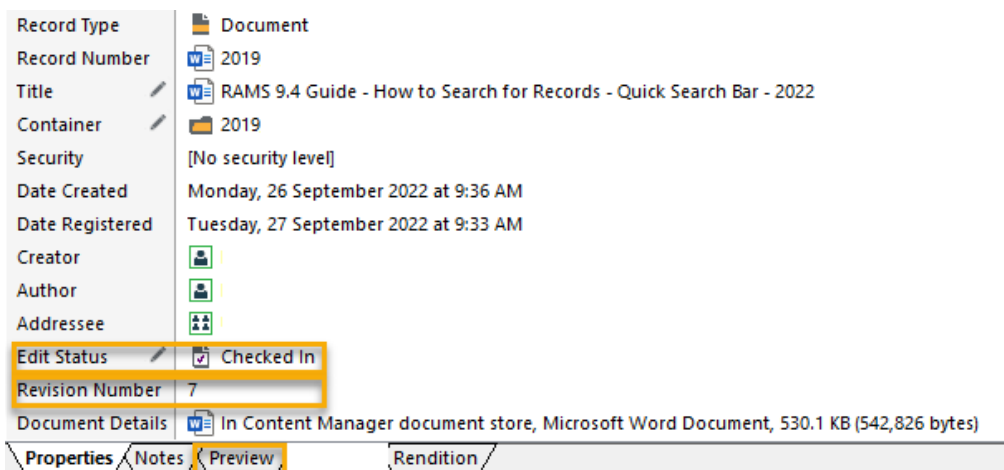 Record Type Document
Record Number 2019
Title RAMS 9.4 Guide - How to Search for Records - Quick Search Bar - 2022
Container 2019
Security [No security level]
Date Created Monday, 26 September 2022 at 9:36 AM
Date Registered Tuesday, 27 September 2022 at 9:33 AM
Creator
Author
Addressee
Edit Status Checked In
Revision Number 7
Document Details In Content Manager document store, Microsoft Word Document, 530.1 KB (542,826 bytes)
Properties Notes Preview Rendition